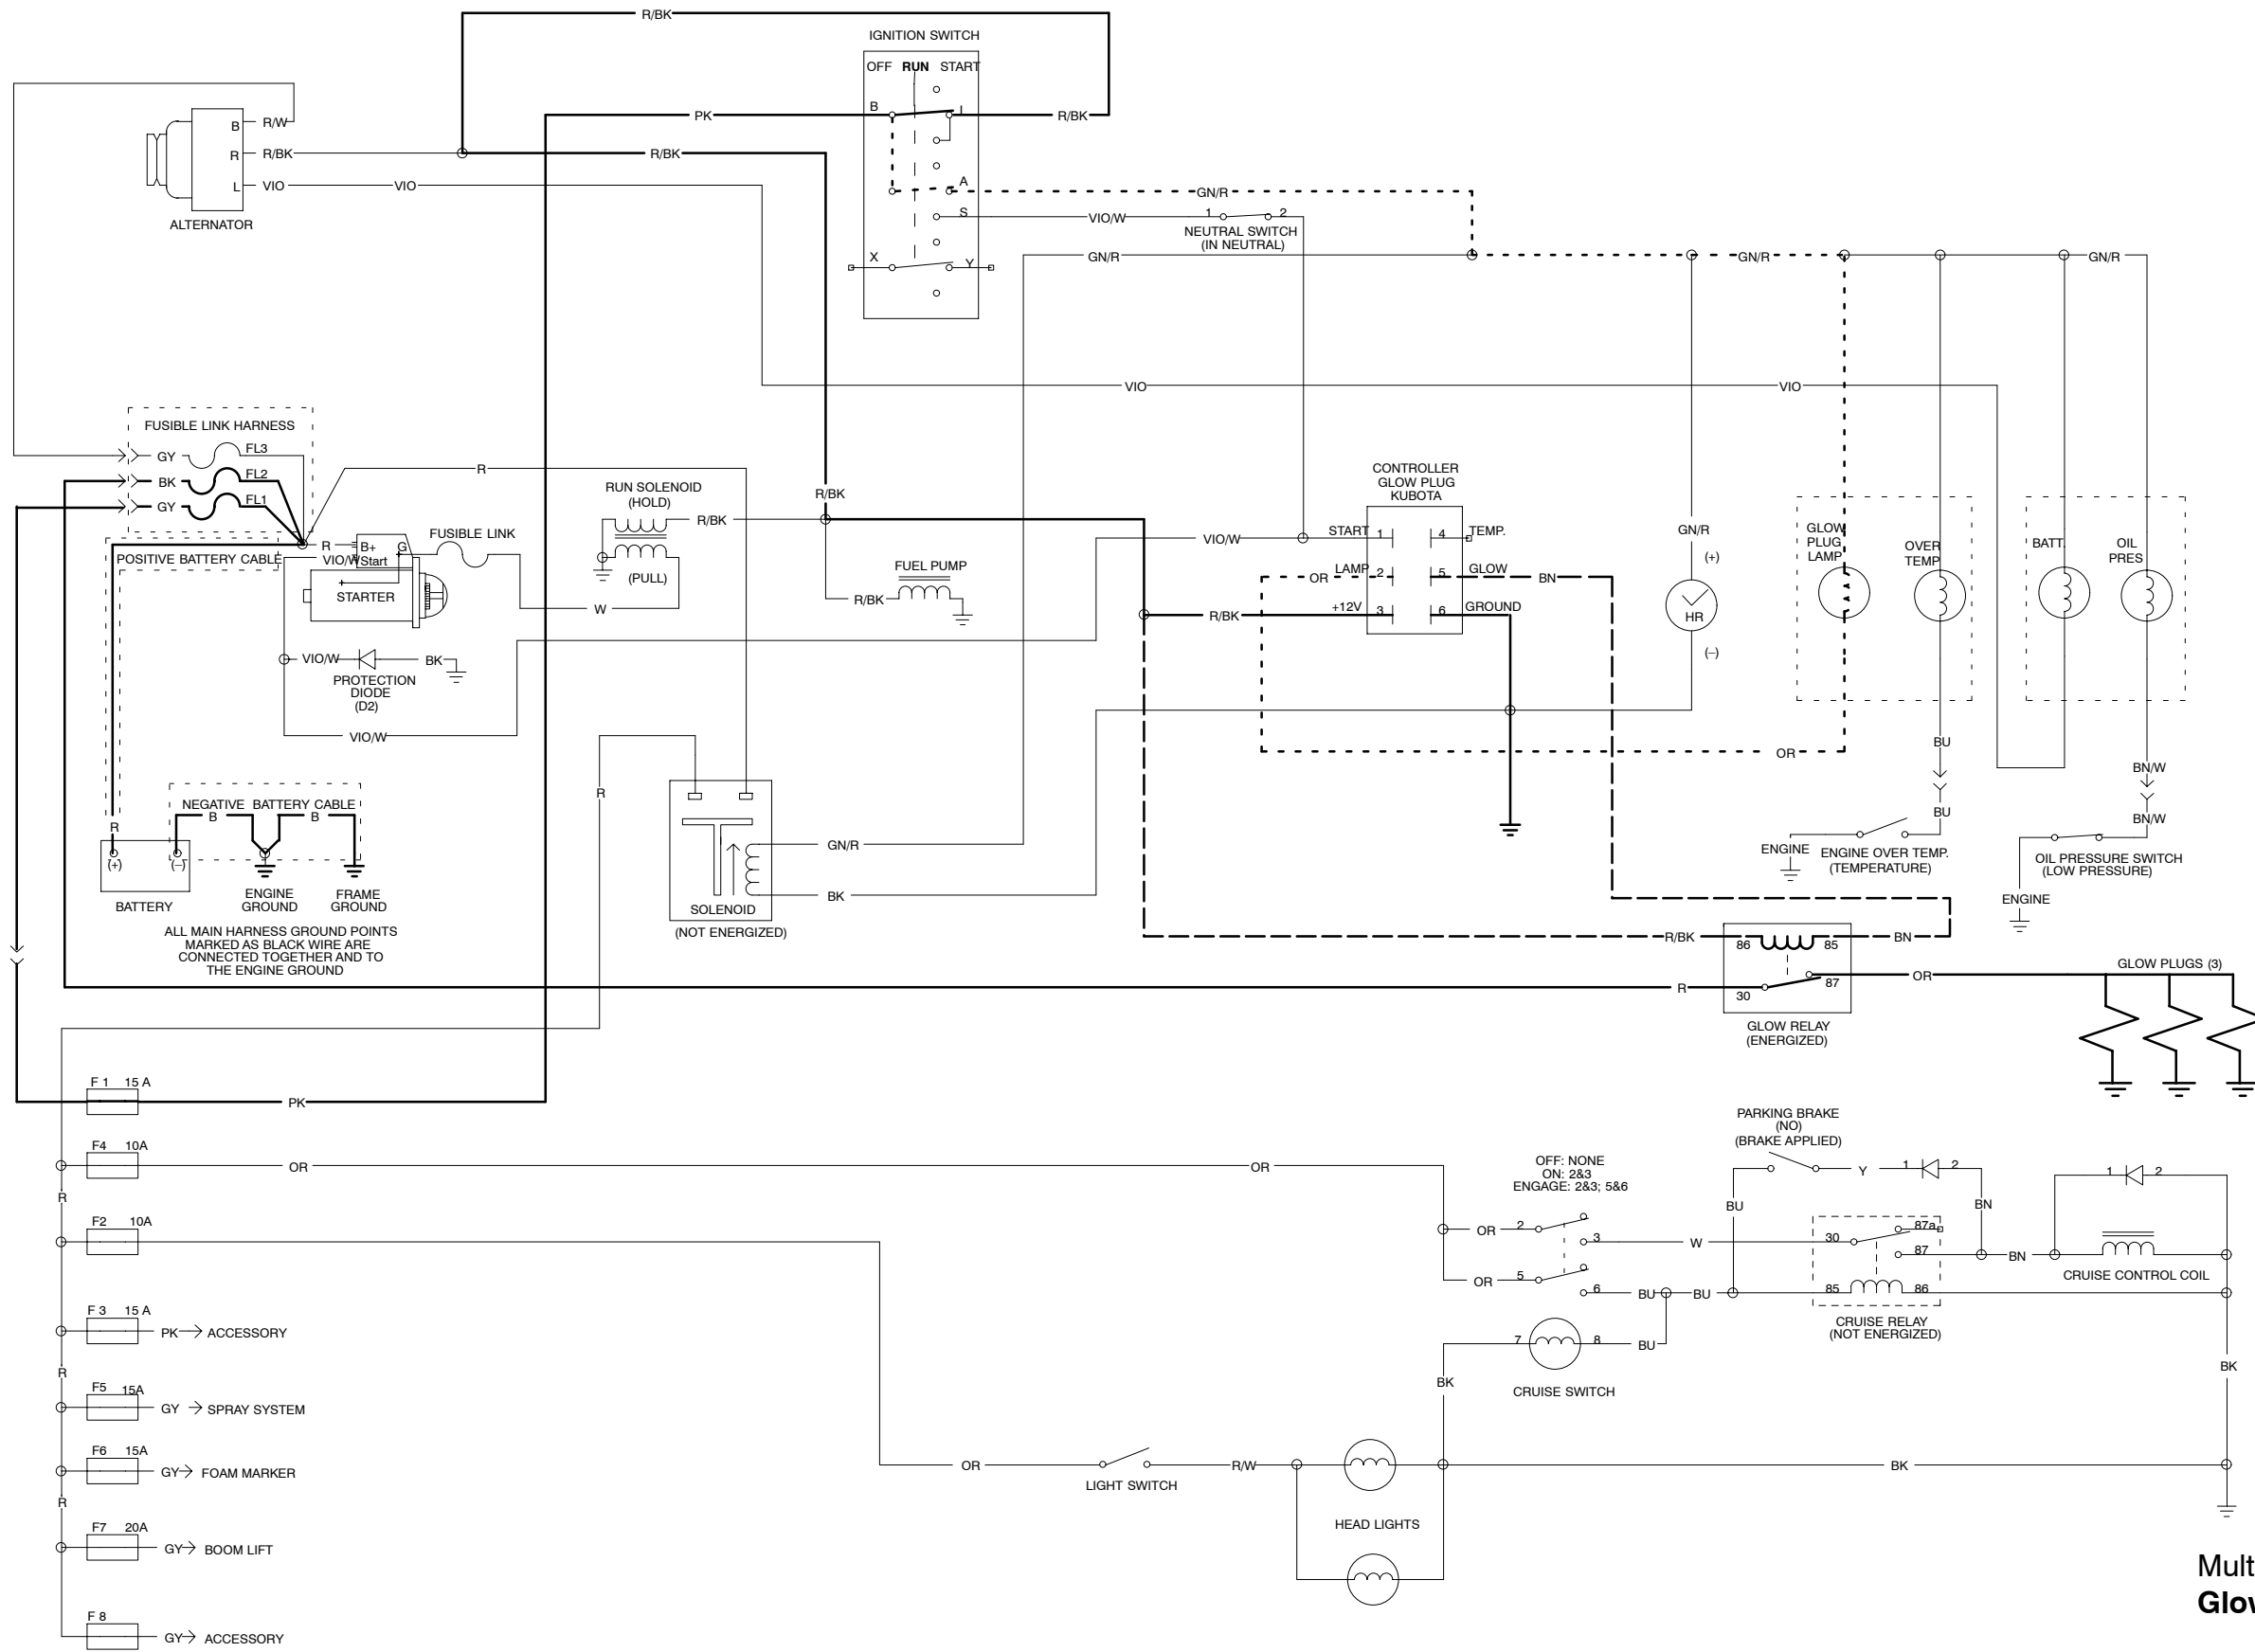 R/BK
IGNITION SWITCH
OFF RUN START
B
I
PK
R/BK
B
R/W
R
R/BK
R/BK
L
VIO
VIO
ALTERNATOR
A
GN/R
S
VIO/W
1
2
NEUTRAL SWITCH
(IN NEUTRAL)
X
Y
GN/R
GN/R
GN/R
VIO
VIO
FUSIBLE LINK HARNESS
GY
FL3
BK
FL2
GY
FL1
R
RUN SOLENOID
(HOLD)
R/BK
R/BK
(PULL)
FUSIBLE LINK
POSITIVE BATTERY CABLE
R
B+
G
VIO/W
Start
STARTER
+
W
FUEL PUMP
R/BK
VIO/W
BK
PROTECTION
DIODE
(D2)
VIO/W
CONTROLLER
GLOW PLUG
KUBOTA
VIO/W
START
1
4
TEMP.
OR
LAMP
2
5
GLOW
BN
R/BK
+12V
3
6
GROUND
GN/R
(+)
HR
(–)
GLOW
PLUG
LAMP
OVER
TEMP
BATT.
OIL
PRES
OR
BU
BU
BN/W
BN/W
ENGINE
ENGINE OVER TEMP.
(TEMPERATURE)
OIL PRESSURE SWITCH
(LOW PRESSURE)
ENGINE
R
NEGATIVE BATTERY CABLE
B
B
R
(+)
(–)
BATTERY
ENGINE
GROUND
FRAME
GROUND
ALL MAIN HARNESS GROUND POINTS
MARKED AS BLACK WIRE ARE
CONNECTED TOGETHER AND TO
THE ENGINE GROUND
GN/R
BK
SOLENOID
(NOT ENERGIZED)
R/BK
86
85
BN
R
30
87
OR
GLOW RELAY
(ENERGIZED)
GLOW PLUGS (3)
F 1 15 A
PK
F4 10A
OR
OR
R
F2 10A
F 3 15 A
PK
ACCESSORY
R
F5 15A
GY
SPRAY SYSTEM
F6 15A
GY
FOAM MARKER
R
F7 20A
GY
BOOM LIFT
F 8
GY
ACCESSORY
OFF: NONE
ON: 2&3
ENGAGE: 2&3; 5&6
OR
2
3
W
OR
5
6
BU
BU
7
8
BU
BK
CRUISE SWITCH
PARKING BRAKE
(NO)
(BRAKE APPLIED)
Y
1
2
BU
BN
30
87a
87
BN
85
86
CRUISE RELAY
(NOT ENERGIZED)
1
2
CRUISE CONTROL COIL
BK
OR
LIGHT SWITCH
R/W
BK
HEAD LIGHTS
Mult
Glow